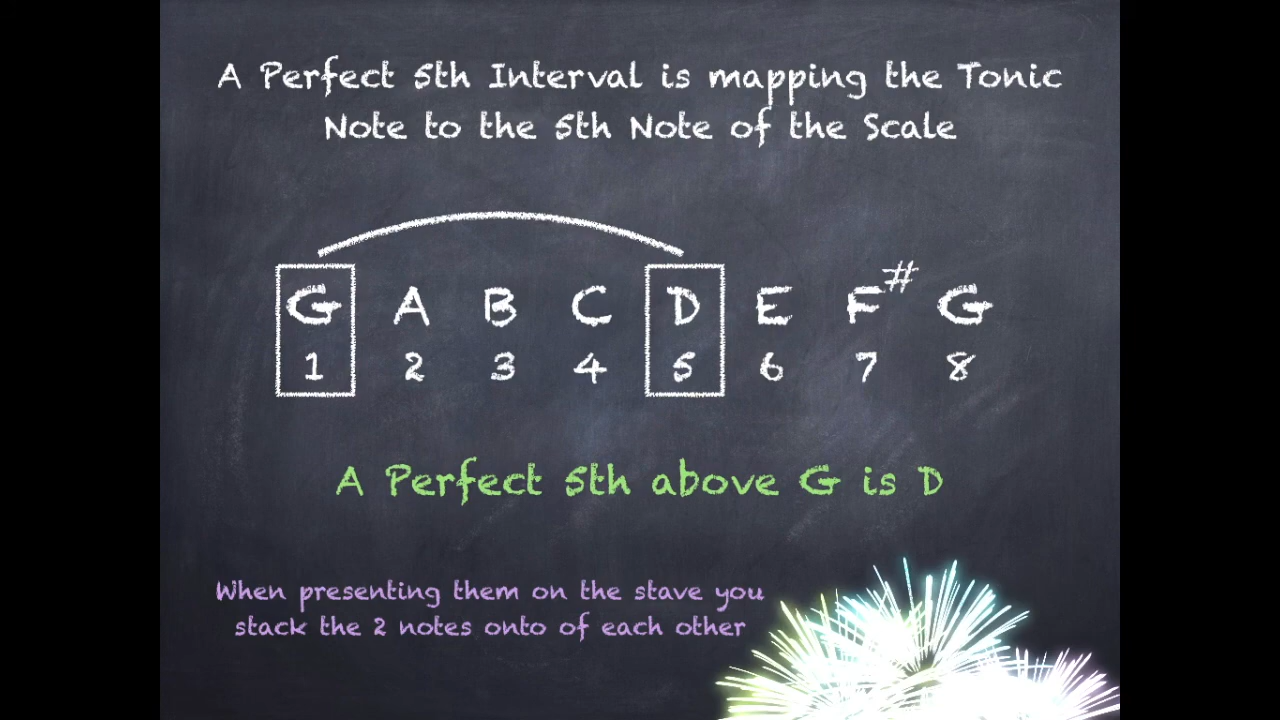 A Perfect 5th Interval is mapping the Tonic
Note to the 5th Note of the Scale
G A B C D E F# G
1 2 3 4 5 6 7 8
A Perfect 5th above G is D
When presenting them on the stave you
stack the 2 notes onto of each other